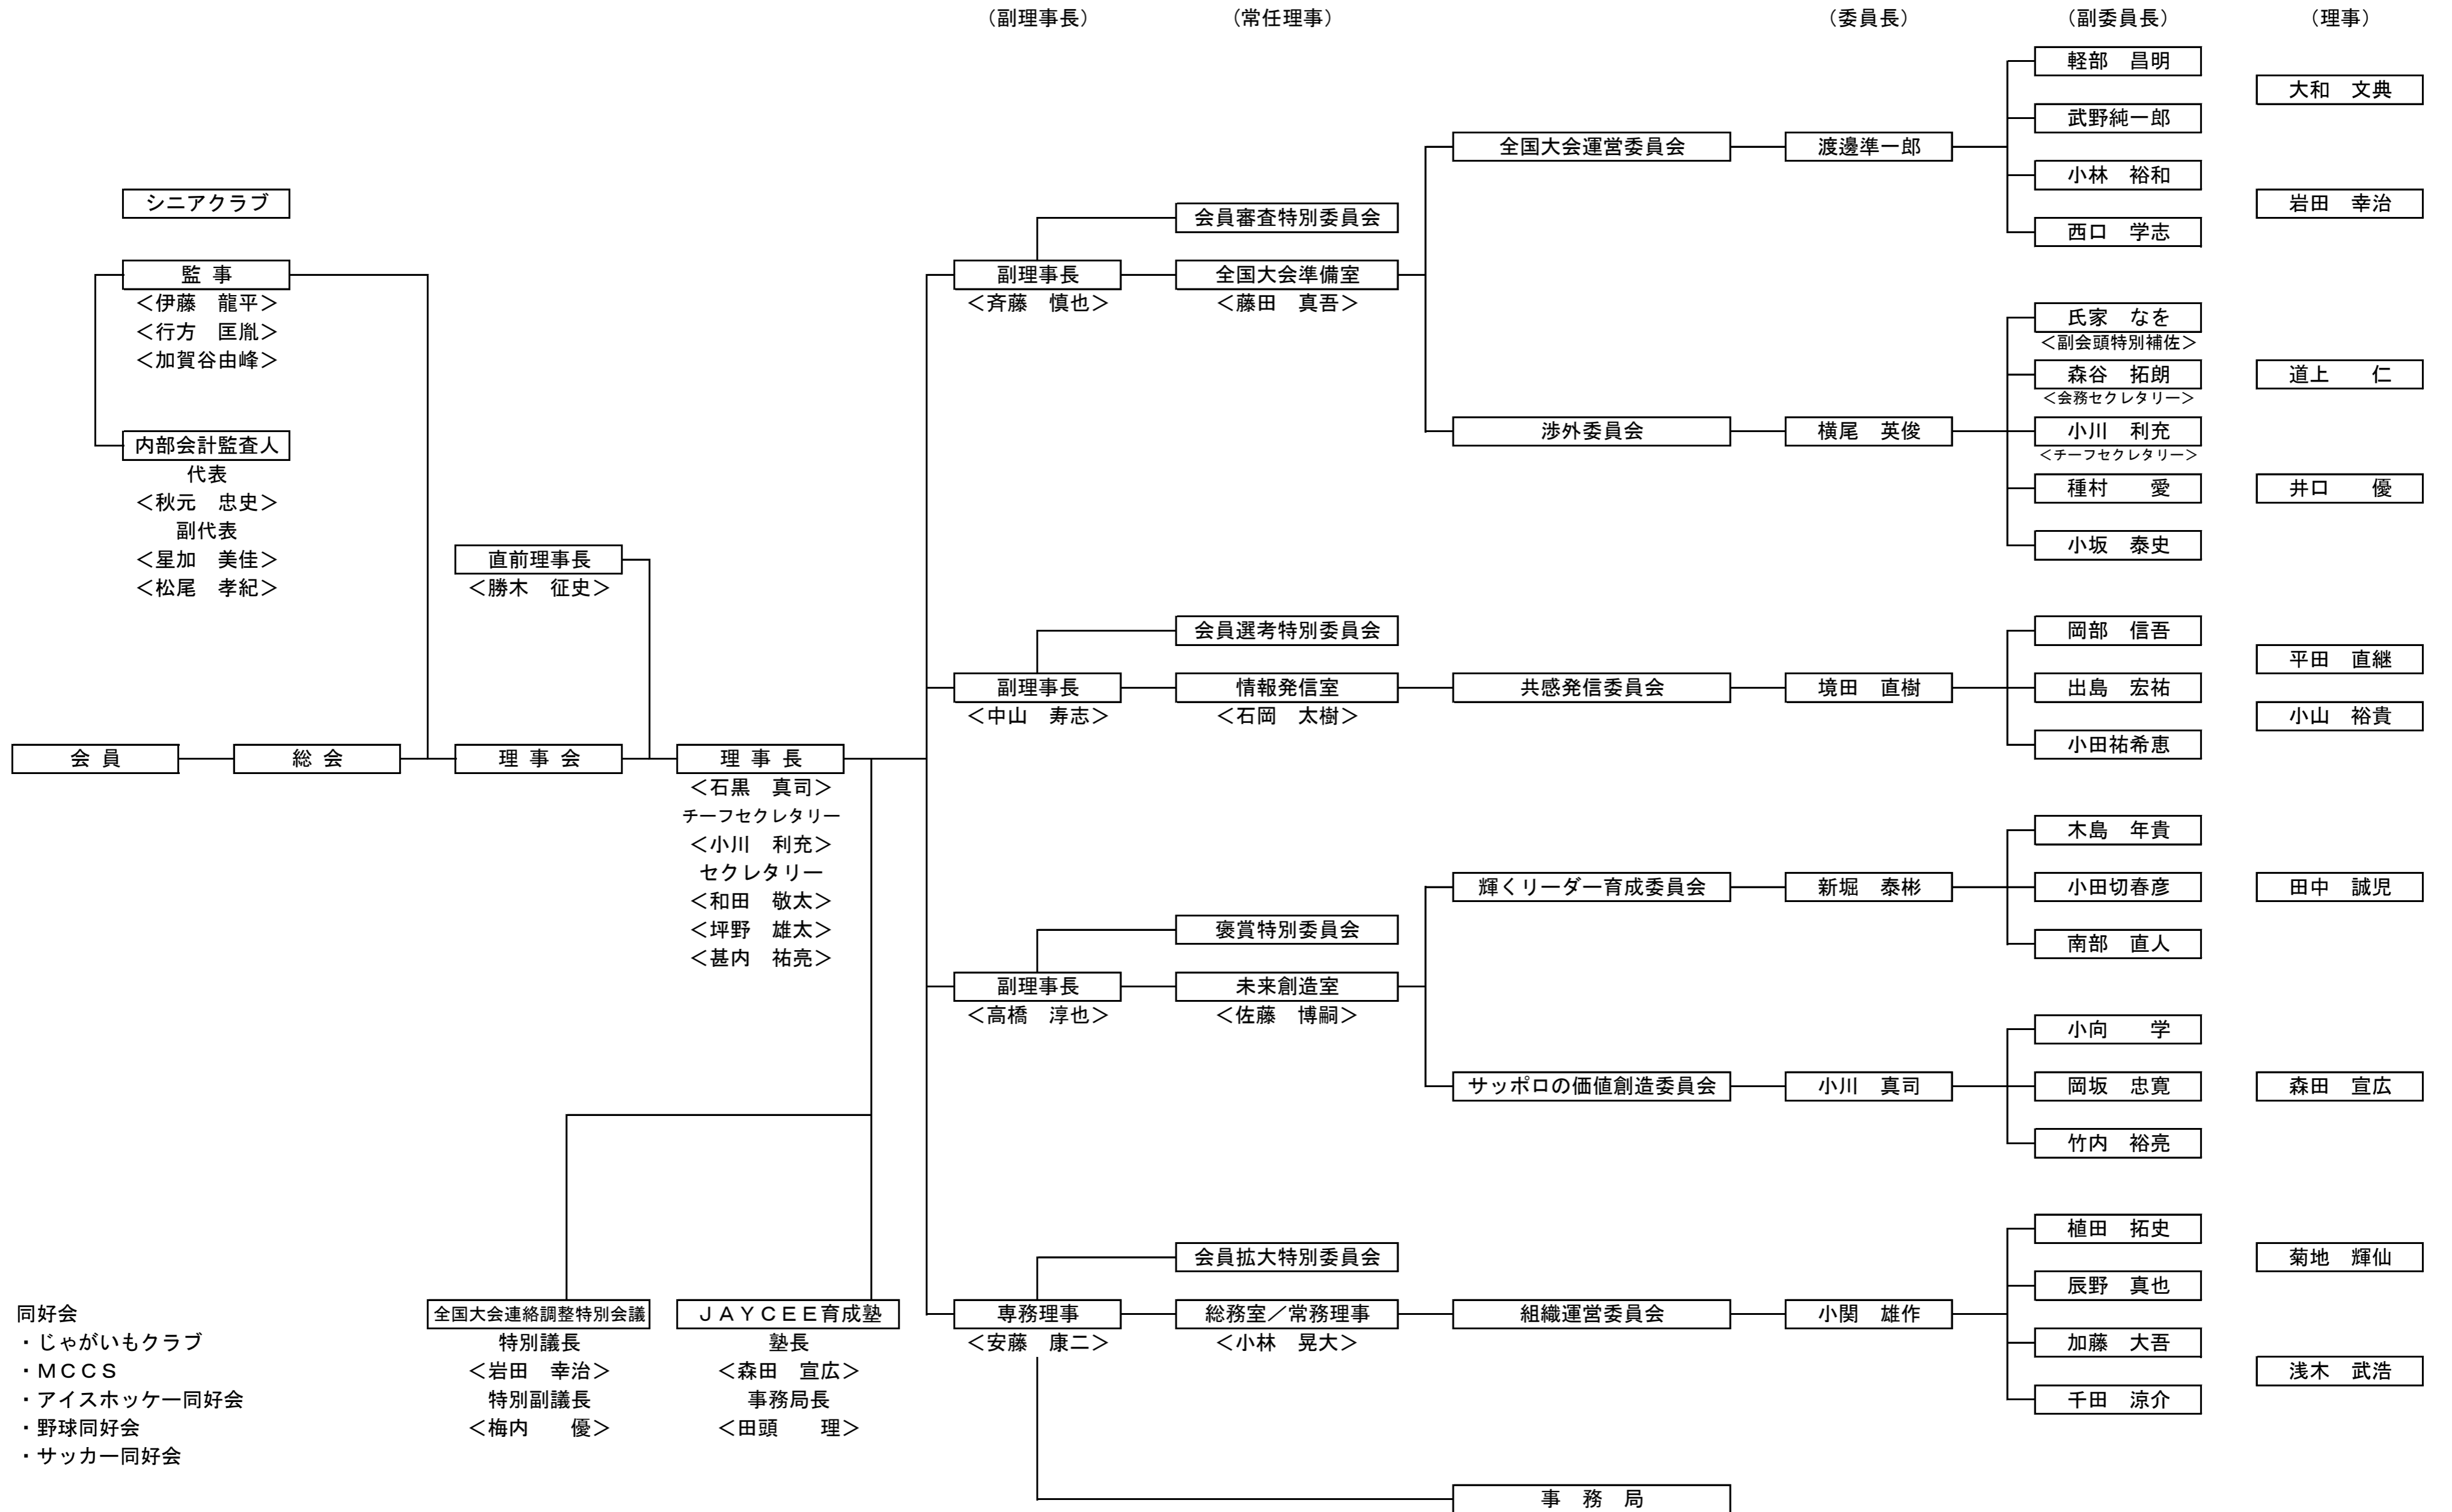 （副理事長）
（常任理事）
（委員長）
（副委員長）
（理事）
シニアクラブ
監 事
＜伊藤　龍平＞
＜行方　匡胤＞
＜加賀谷由峰＞
内部会計監査人
代表
＜秋元　忠史＞
副代表
＜星加　美佳＞
＜松尾　孝紀＞
会 員
総 会
理 事 会
直前理事長
＜勝木　征史＞
理 事 長
＜石黒　真司＞
チーフセクレタリー
＜小川　利充＞
セクレタリー
＜和田　敬太＞
＜坪野　雄太＞
＜甚内　祐亮＞
全国大会連絡調整特別会議
特別議長
＜岩田　幸治＞
特別副議長
＜梅内　　優＞
ＪＡＹＣＥＥ育成塾
塾長
＜森田　宣広＞
事務局長
＜田頭　　理＞
会員審査特別委員会
副理事長
＜斉藤　慎也＞
全国大会準備室
＜藤田　真吾＞
全国大会運営委員会
渡邊準一郎
軽部　昌明
武野純一郎
小林　裕和
西口　学志
大和　文典
岩田　幸治
渉外委員会
横尾　英俊
氏家　なを
＜副会頭特別補佐＞
森谷　拓朗
＜会務セクレタリー＞
小川　利充
＜チーフセクレタリー＞
種村　　愛
小坂　泰史
道上　　仁
井口　　優
会員選考特別委員会
副理事長
＜中山　寿志＞
情報発信室
＜石岡　太樹＞
共感発信委員会
境田　直樹
岡部　信吾
出島　宏祐
小田祐希恵
平田　直継
小山　裕貴
褒賞特別委員会
副理事長
＜高橋　淳也＞
未来創造室
＜佐藤　博嗣＞
輝くリーダー育成委員会
新堀　泰彬
木島　年貴
小田切春彦
南部　直人
田中　誠児
サッポロの価値創造委員会
小川　真司
小向　　学
岡坂　忠寛
竹内　裕亮
森田　宣広
会員拡大特別委員会
専務理事
＜安藤　康二＞
総務室／常務理事
＜小林　晃大＞
組織運営委員会
小関　雄作
植田　拓史
辰野　真也
加藤　大吾
千田　涼介
菊地　輝仙
浅木　武浩
事　務　局
同好会
・じゃがいもクラブ
・ＭＣＣＳ
・アイスホッケー同好会
・野球同好会
・サッカー同好会